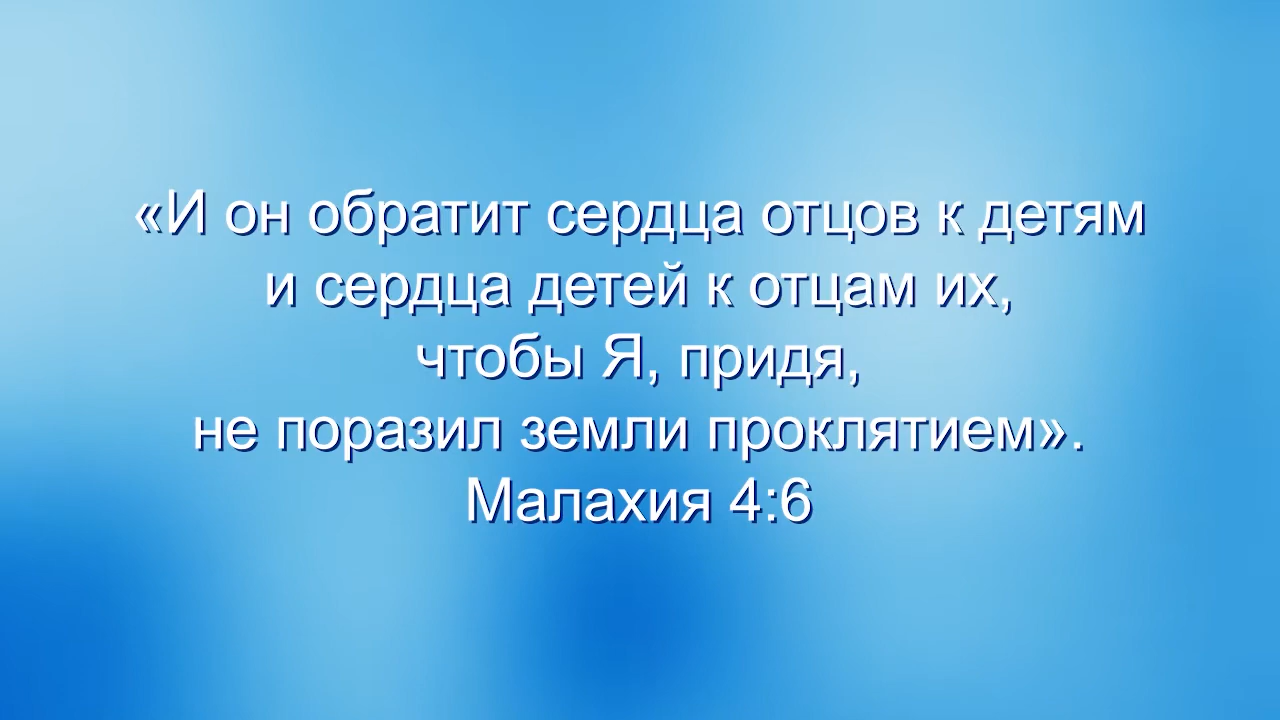 «И он обратит сердца отцов к детям
и сердца детей к отцам их,
чтобы Я, придя,
не поразил земли проклятием».
Малахия 4:6